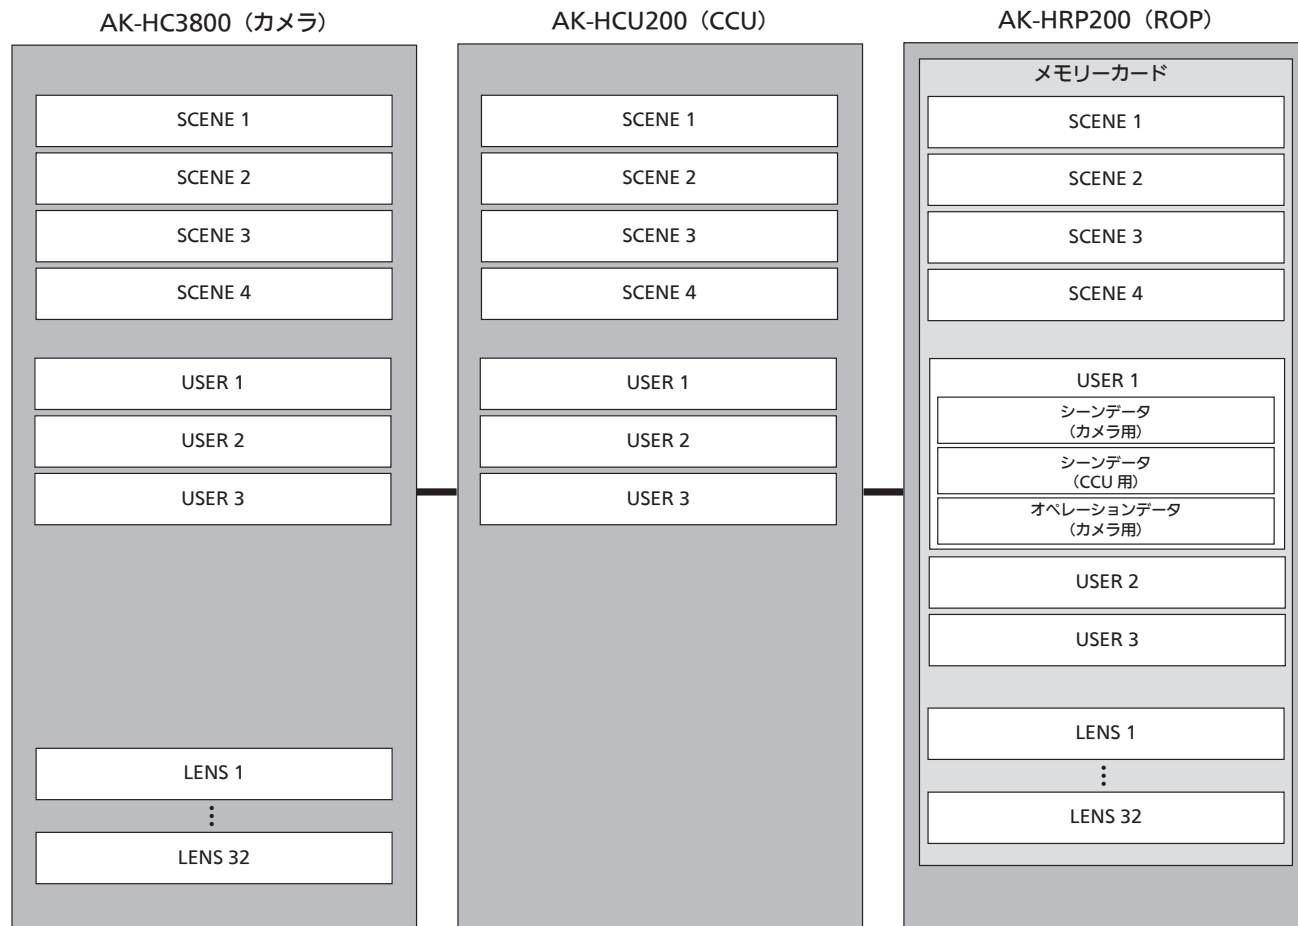 AK-HC3800（カメラ）
SCENE 1
SCENE 2
SCENE 3
SCENE 4
USER 1
USER 2
USER 3
LENS 1
LENS 32
AK-HCU200（CCU）
SCENE 1
SCENE 2
SCENE 3
SCENE 4
USER 1
USER 2
USER 3
AK-HRP200（ROP）
メモリーカード
SCENE 1
SCENE 2
SCENE 3
SCENE 4
USER 1
シーンデータ
（カメラ用）
シーンデータ
（CCU 用）
オペレーションデータ
（カメラ用）
USER 2
USER 3
LENS 1
LENS 32